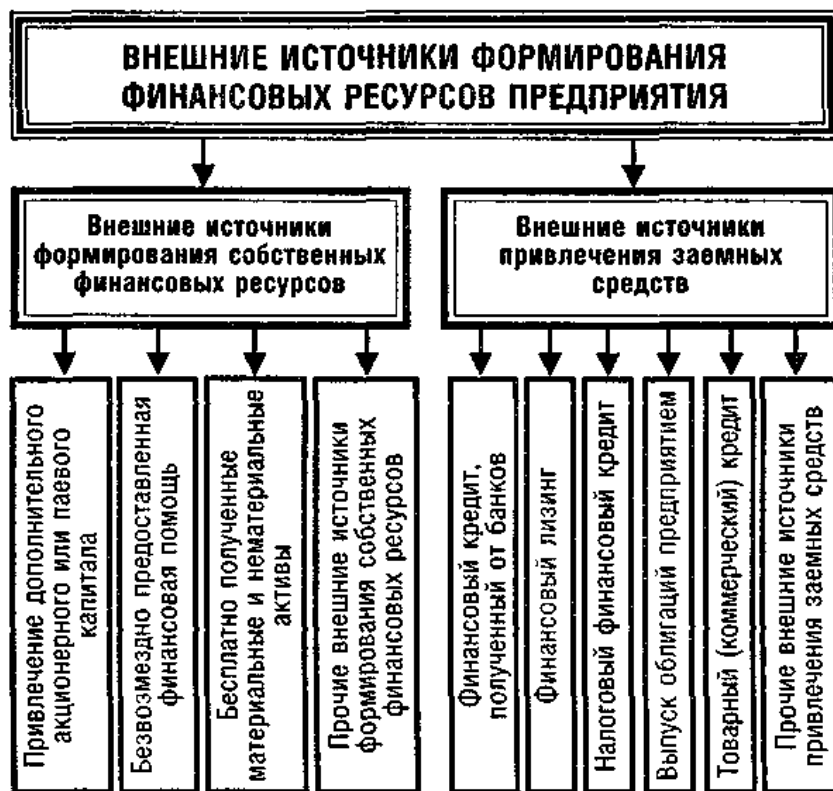 ВНЕШНИЕ ИСТОЧНИКИ ФОРМИРОВАНИЯ
ФИНАНСОВЫХ РЕСУРСОВ ПРЕДПРИЯТИЯ
Внешние источники
формирования собственных
финансовых ресурсов
Внешние источники
привлечения заемных
средств
Привлечение дополнительного
акционерного или паевого
капитала
Безвозмездно предоставленная
финансовая помощь
Бесплатно полученные
материальные и нематериальные
активы
Прочие внешние источники
формирования собственных
финансовых ресурсов
Финансовый кредит,
полученный от банков
Финансовый лизинг
Налоговый финансовый кредит
Выпуск облигаций предприятием
Товарный (коммерческий) кредит
Прочие внешние источники
привлечения заемных средств